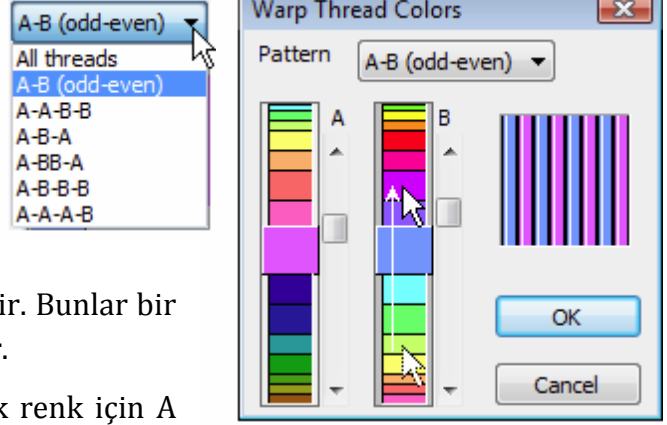 A-B (odd-even)
All threads
A-B (odd-even)
A-A-B-B
A-B-A
A-BB-A
A-B-B-B
A-A-A-B
Warp Thread Colors
Pattern A-B (odd-even)
A B
OK
Cancel
ir. Bunlar bir
r.
k renk için A